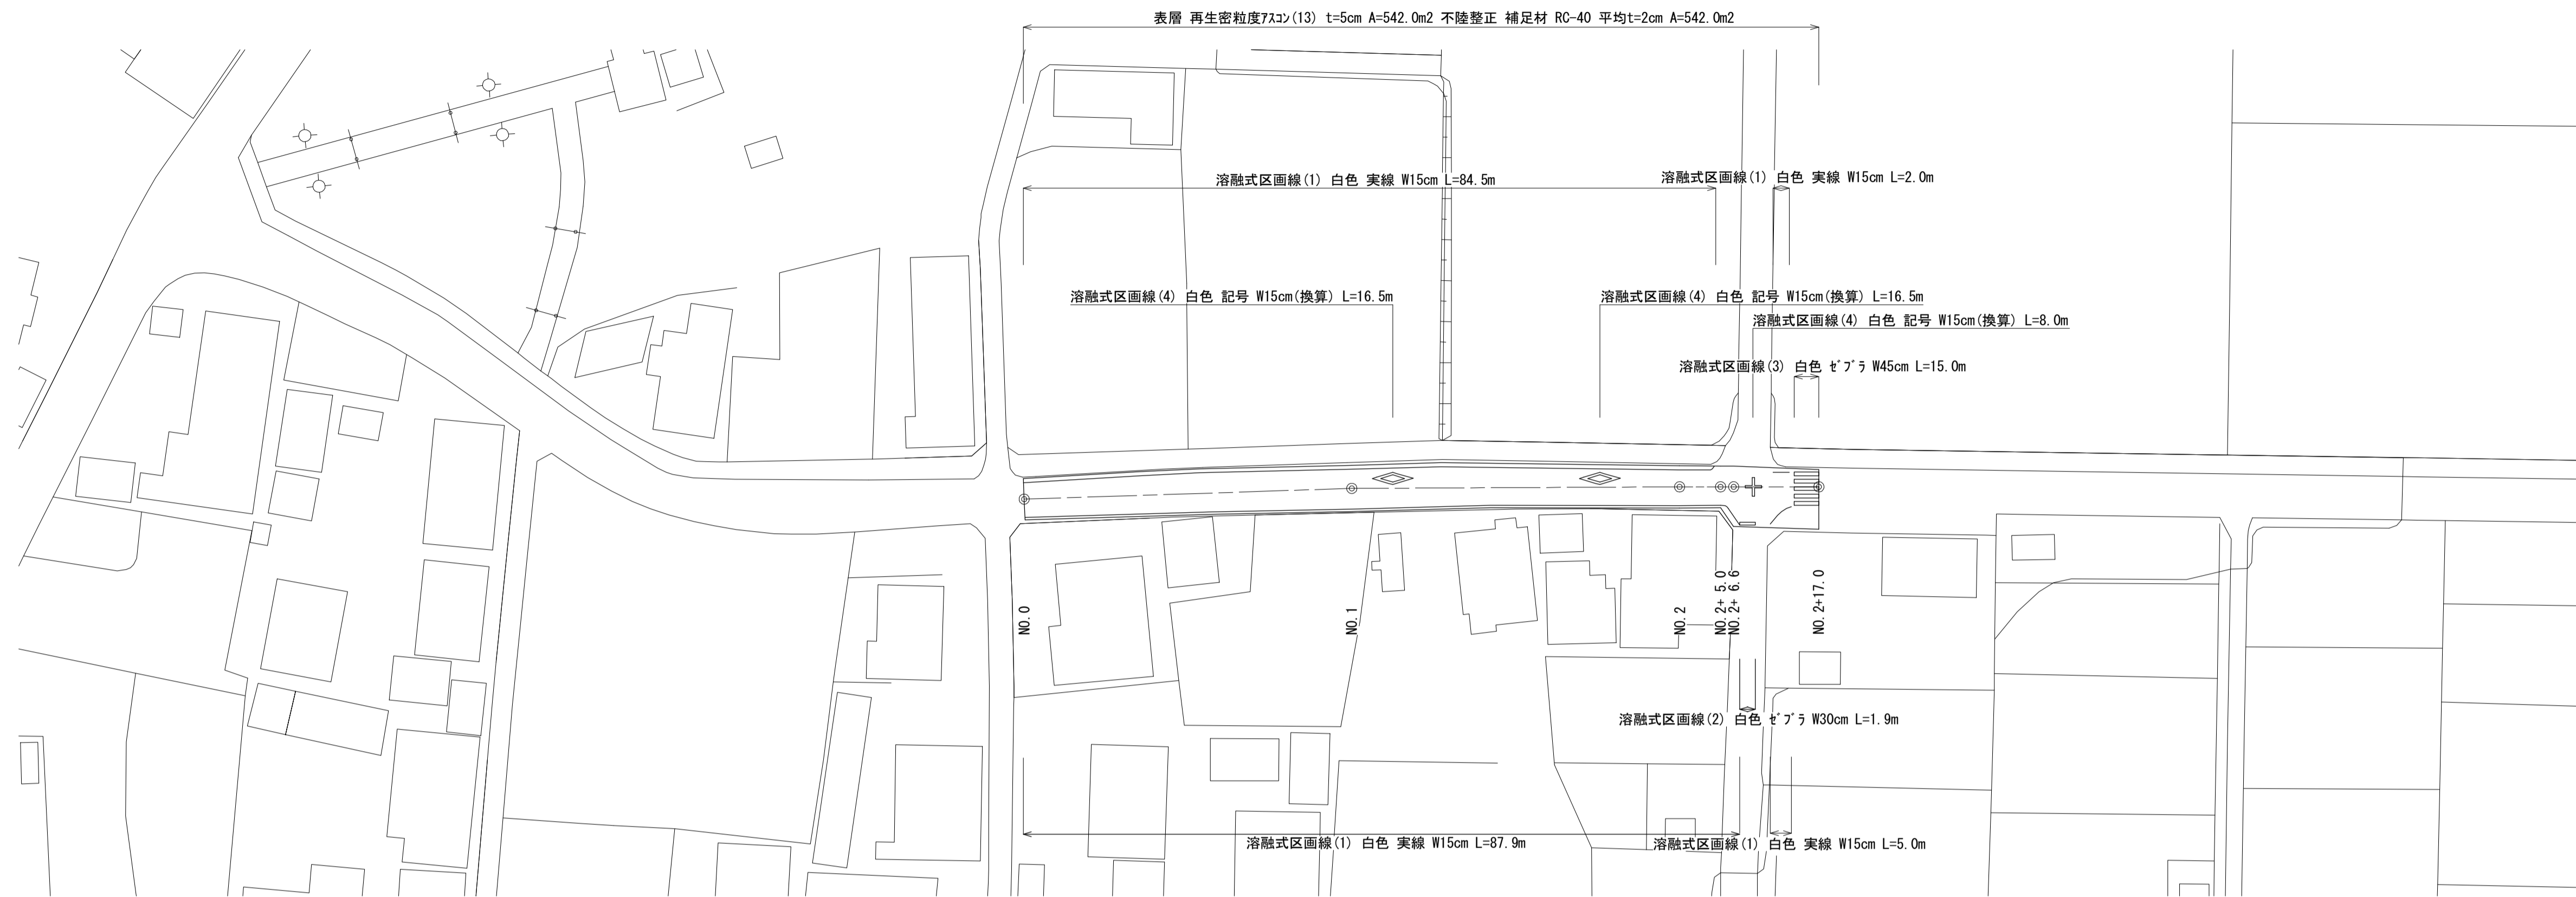 表層 再生密粒度ｱｽｺﾝ(13) t=5cm A=542.0m2 不陸整正 補足材 RC-40 平均t=2cm A=542.0m2
溶融式区画線(1) 白色 実線 W15cm L=84.5m
溶融式区画線(1) 白色 実線 W15cm L=2.0m
溶融式区画線(4) 白色 記号 W15cm(換算) L=16.5m
溶融式区画線(4) 白色 記号 W15cm(換算) L=16.5m
溶融式区画線(4) 白色 記号 W15cm(換算) L=8.0m
溶融式区画線(3) 白色 ｾﾞﾌﾞﾗ W45cm L=15.0m
NO.0
NO.1
NO.2
NO.2+ 5.0
NO.2+ 6.6
NO.2+17.0
溶融式区画線(2) 白色 ｾﾞﾌﾞﾗ W30cm L=1.9m
溶融式区画線(1) 白色 実線 W15cm L=87.9m
溶融式区画線(1) 白色 実線 W15cm L=5.0m